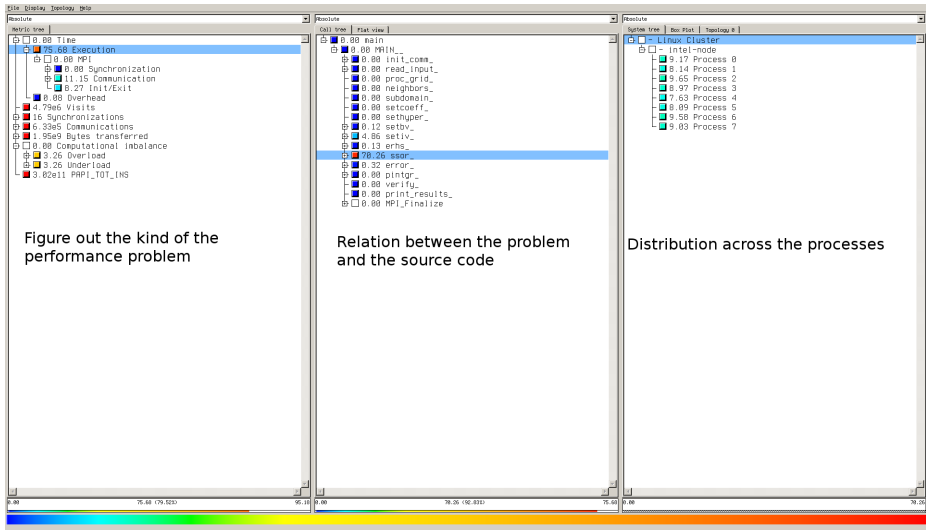 File Display Topology Help
Absolute
Metric tree
0.00 Time
75.68 Execution
0.00 MPI
0.00 Synchronization
11.15 Communication
8.27 Init/Exit
0.08 Overhead
4.79e6 Visits
16 Synchronizations
6.33e5 Communications
1.95e9 Bytes transferred
0.00 Computational imbalance
3.26 Overload
3.26 Underload
3.02e11 PAPI_TOT_INS
Figure out the kind of the
performance problem
0.00 75.68 (79.52%) 95.18
Absolute
Call tree Flat view
0.00 main
0.00 MAIN__
0.00 init_comm_
0.00 read_input_
0.00 proc_grid_
0.00 neighbors_
0.00 subdomain_
0.00 setcoeff_
0.00 sethyper_
0.12 setbv_
4.86 setiv_
0.13 erhs_
70.26 ssor_
0.32 error_
0.00 pintgr_
0.00 verify_
0.00 print_results_
0.00 MPI_Finalize
Relation between the problem
and the source code
0.00 70.26 (92.83%) 75.68
Absolute
System tree Box Plot Topology 0
- Linux Cluster
- intel-node
9.17 Process 0
8.14 Process 1
9.65 Process 2
8.97 Process 3
7.63 Process 4
8.09 Process 5
9.58 Process 6
9.03 Process 7
Distribution across the processes
0.00 70.26